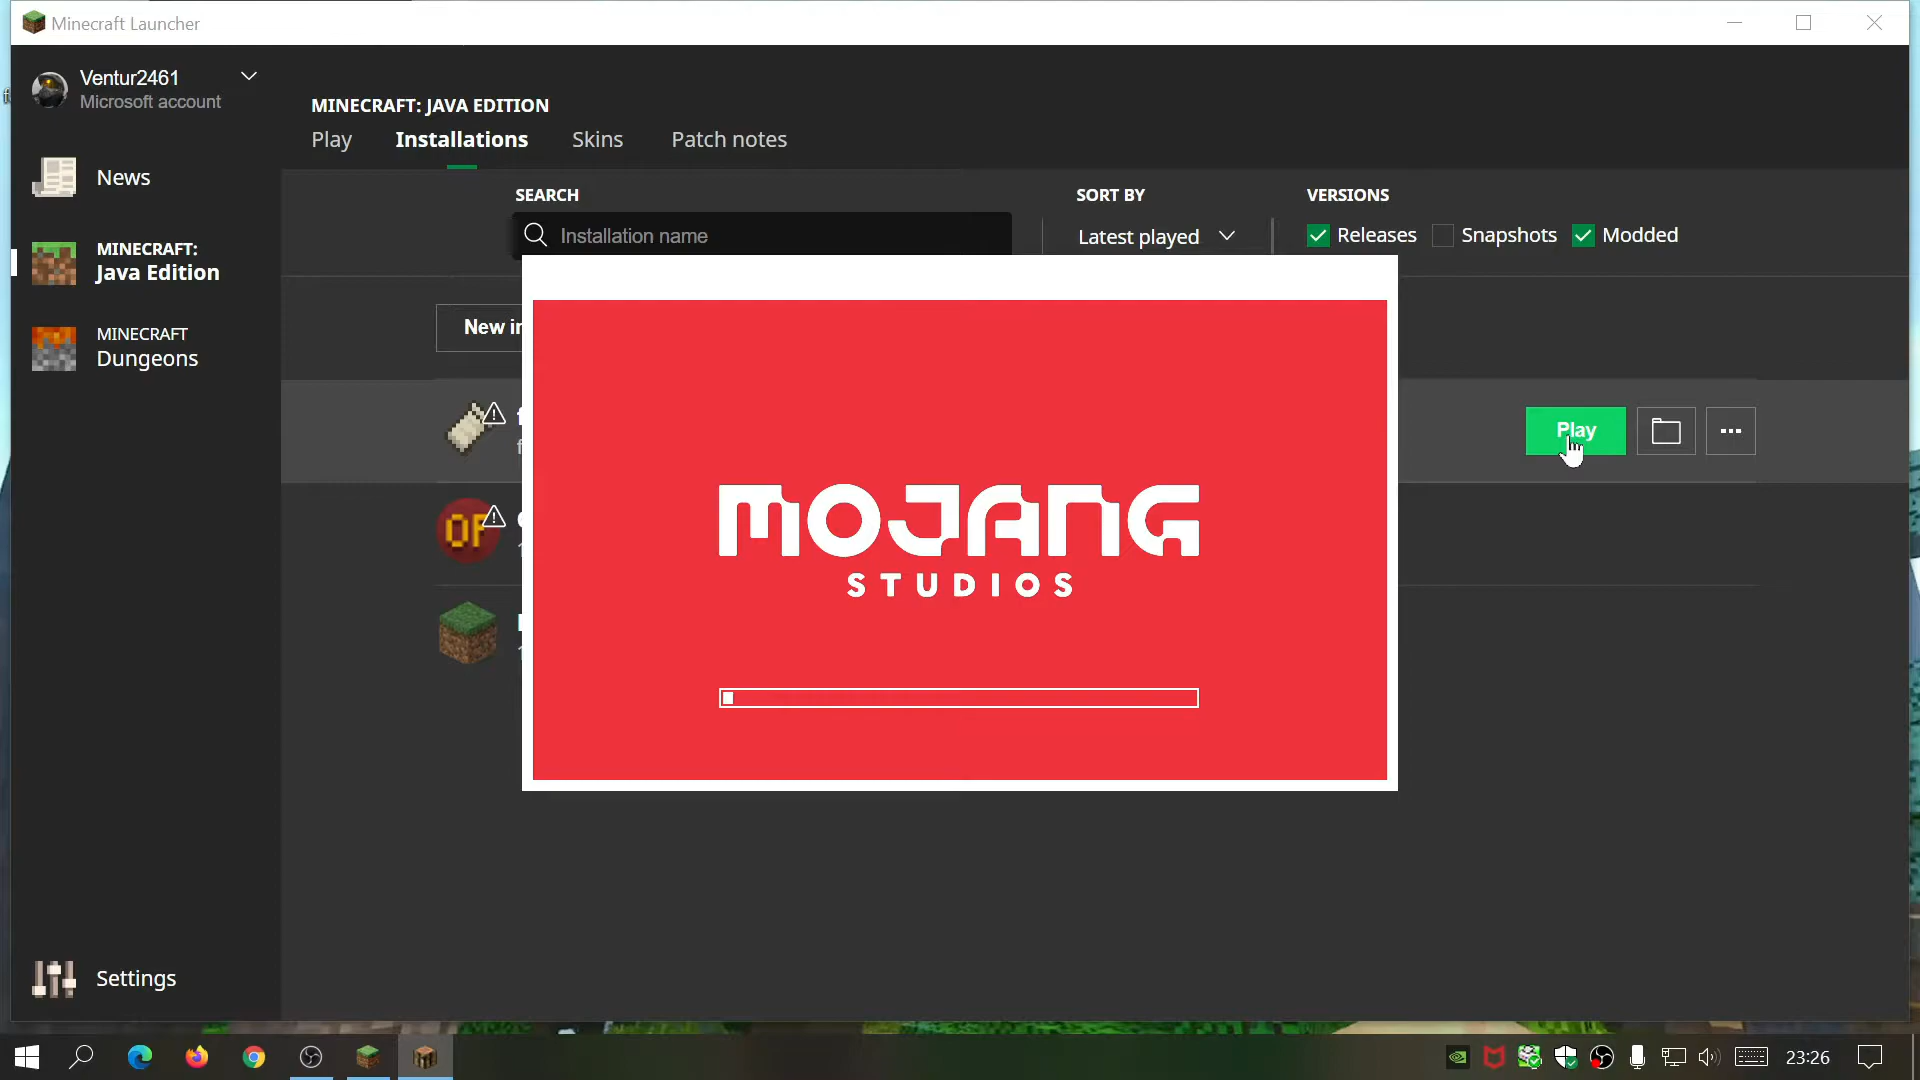 Minecraft Launcher
Ventur2461
Microsoft account
News
MINECRAFT:
Java Edition
MINECRAFT
Dungeons
Settings
MINECRAFT: JAVA EDITION
Play Installations Skins Patch notes
SEARCH SORT BY VERSIONS
Installation name Latest played Releases Snapshots Modded
New
Play
OF
MOJANG
STUDIOS
23:26